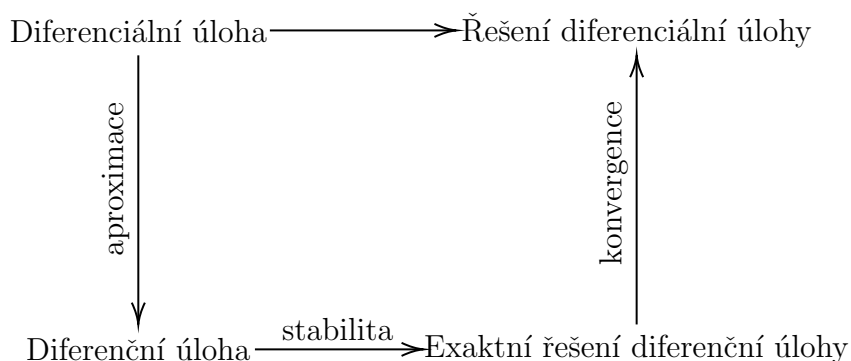 Diferenciální úloha
Řešení diferenciální úlohy
aproximace
konvergence
Diferenční úloha
stabilita
Exaktní řešení diferenční úlohy